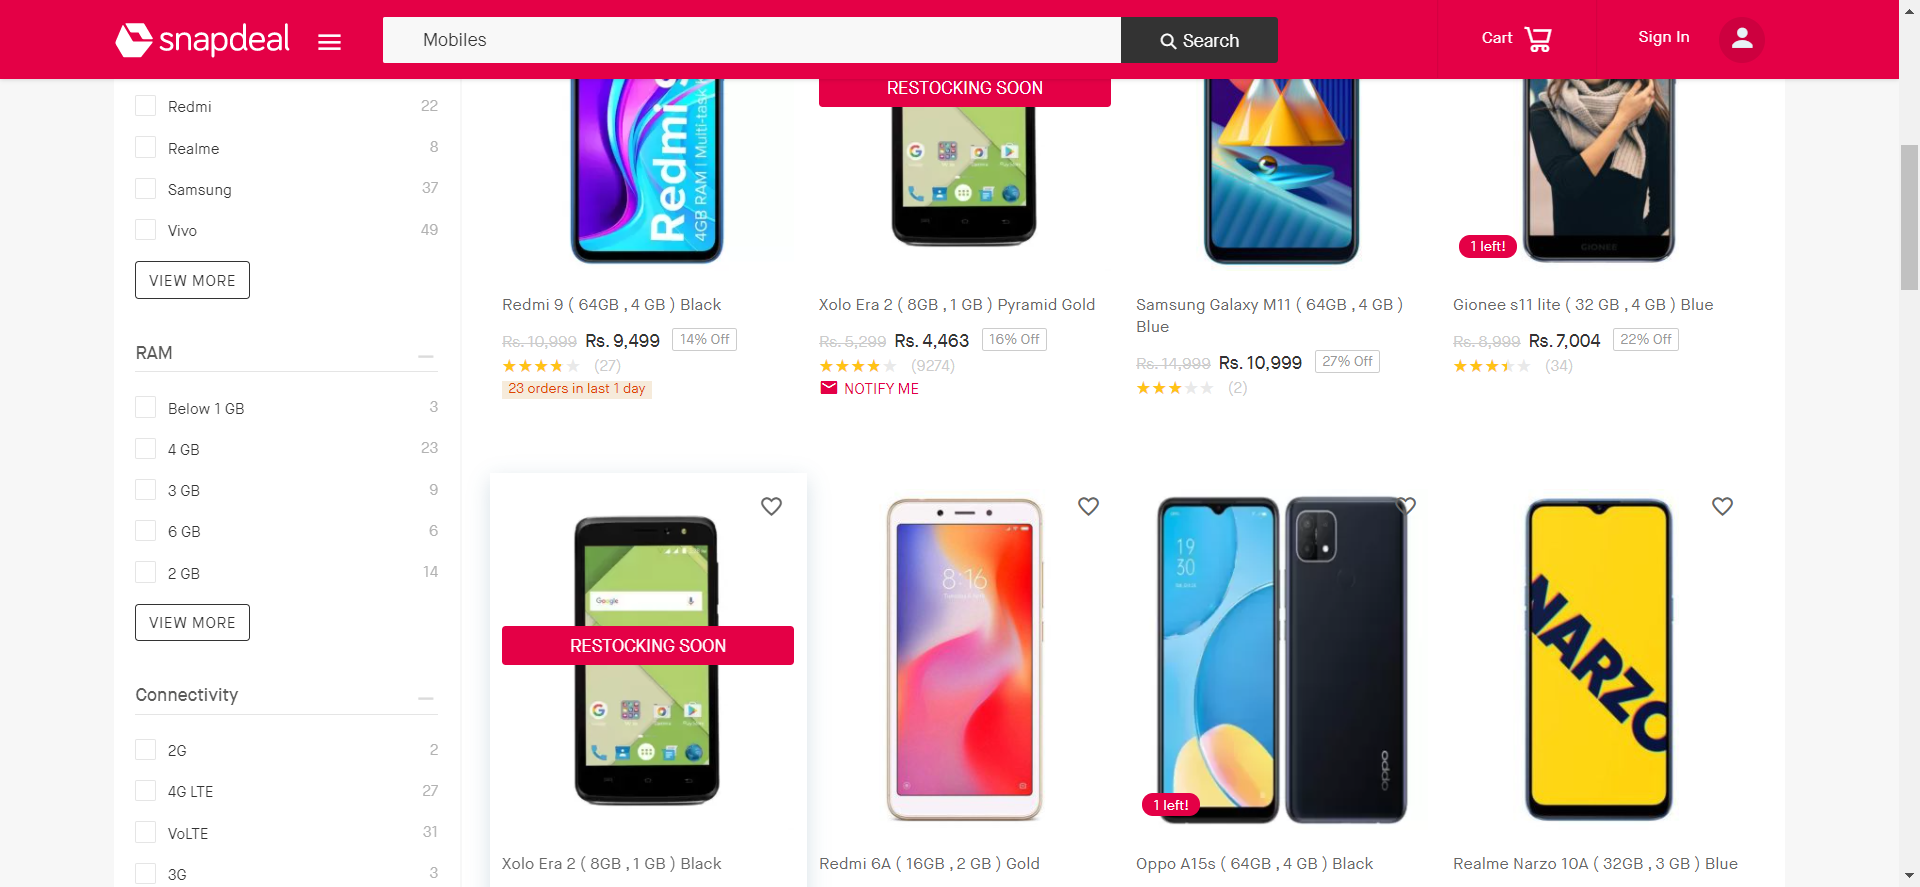 snapdeal
Mobiles
Search
Cart
Sign In
Redmi 22
Realme 8
Samsung 37
Vivo 49
VIEW MORE
RAM
Below 1 GB 3
4 GB 23
3 GB 9
6 GB 6
2 GB 14
VIEW MORE
Connectivity
2G 2
4G LTE 27
VoLTE 31
3G 3
Redmi 9
4GB RAM | Multi-task
RESTOCKING SOON
GIONEE
1 left!
Redmi 9 ( 64GB , 4 GB ) Black
Rs. 10,999 Rs. 9,499 14% Off
(27)
23 orders in last 1 day
Xolo Era 2 ( 8GB , 1 GB ) Pyramid Gold
Rs. 5,299 Rs. 4,463 16% Off
(9274)
NOTIFY ME
Samsung Galaxy M11 ( 64GB , 4 GB )
Blue
Rs. 14,999 Rs. 10,999 27% Off
(2)
Gionee s11 lite ( 32 GB , 4 GB ) Blue
Rs. 8,999 Rs. 7,004 22% Off
(34)
Google
RESTOCKING SOON
Xolo Era 2 ( 8GB , 1 GB ) Black
8:16
Redmi 6A ( 16GB , 2 GB ) Gold
19
30
oppo
1 left!
Oppo A15s ( 64GB , 4 GB ) Black
NARZO
Realme Narzo 10A ( 32GB , 3 GB ) Blue